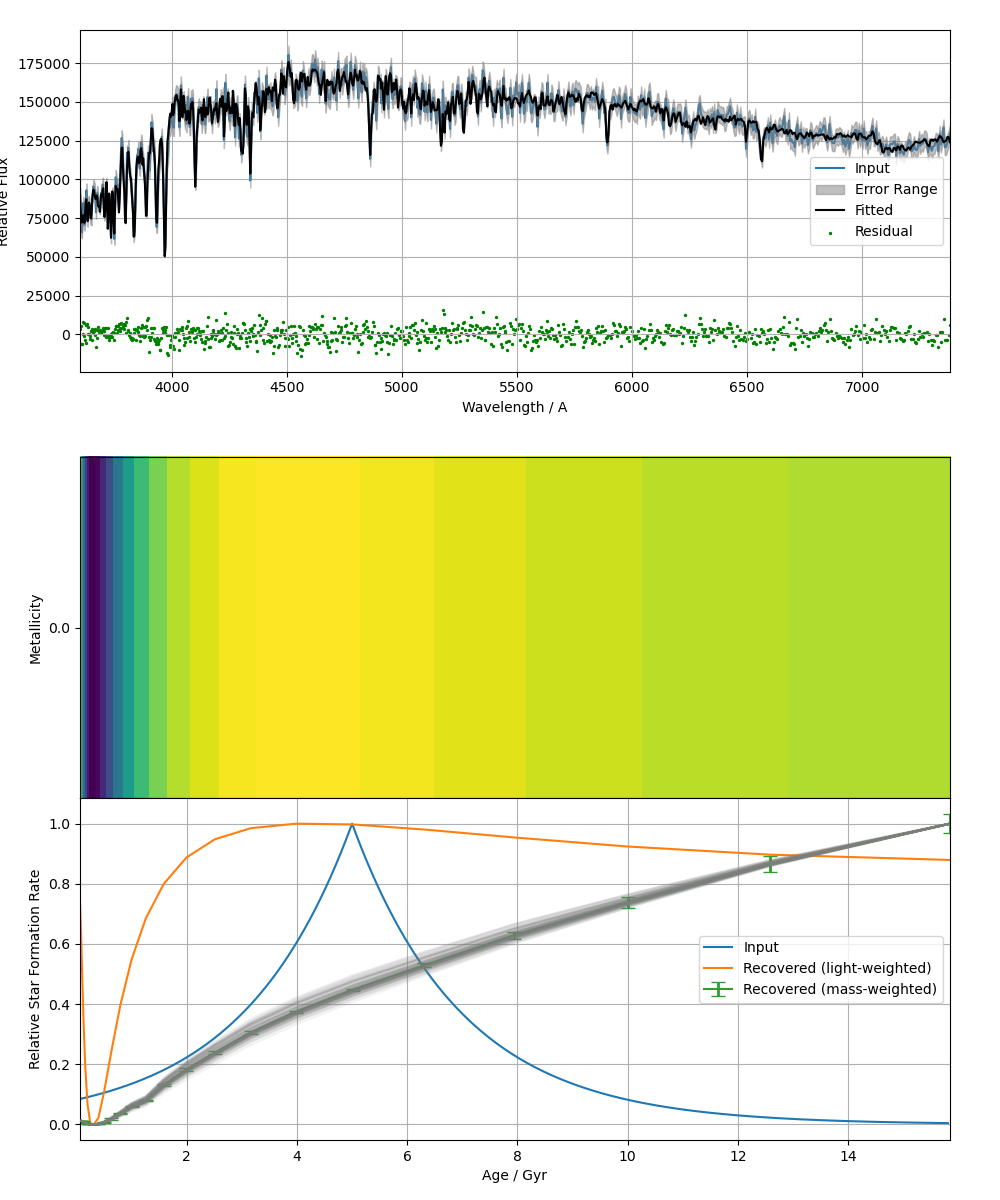 175000
150000
125000
100000
75000
50000
25000
0
Relative Flux
Input
Error Range
Fitted
Residual
4000 4500 5000 5500 6000 6500 7000
Wavelength / A
Metallicity
0.0
1.0
0.8
0.6
0.4
0.2
0.0
Relative Star Formation Rate
Input
Recovered (light-weighted)
Recovered (mass-weighted)
2 4 6 8 10 12 14
Age / Gyr